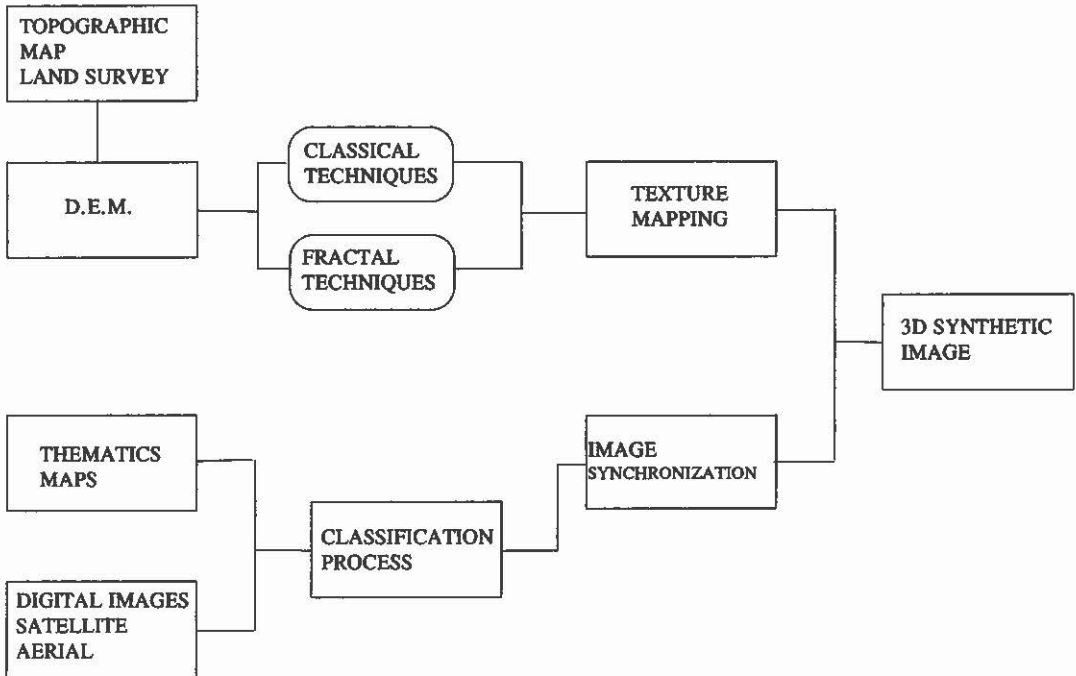 TOPOGRAPHIC
MAP
LAND SURVEY
D.E.M.
CLASSICAL
TECHNIQUES
FRACTAL
TECHNIQUES
TEXTURE
MAPPING
3D SYNTHETIC
IMAGE
THEMATICS
MAPS
DIGITAL IMAGES
SATELLITE
AERIAL
CLASSIFICATION
PROCESS
IMAGE
SYNCHRONIZATION